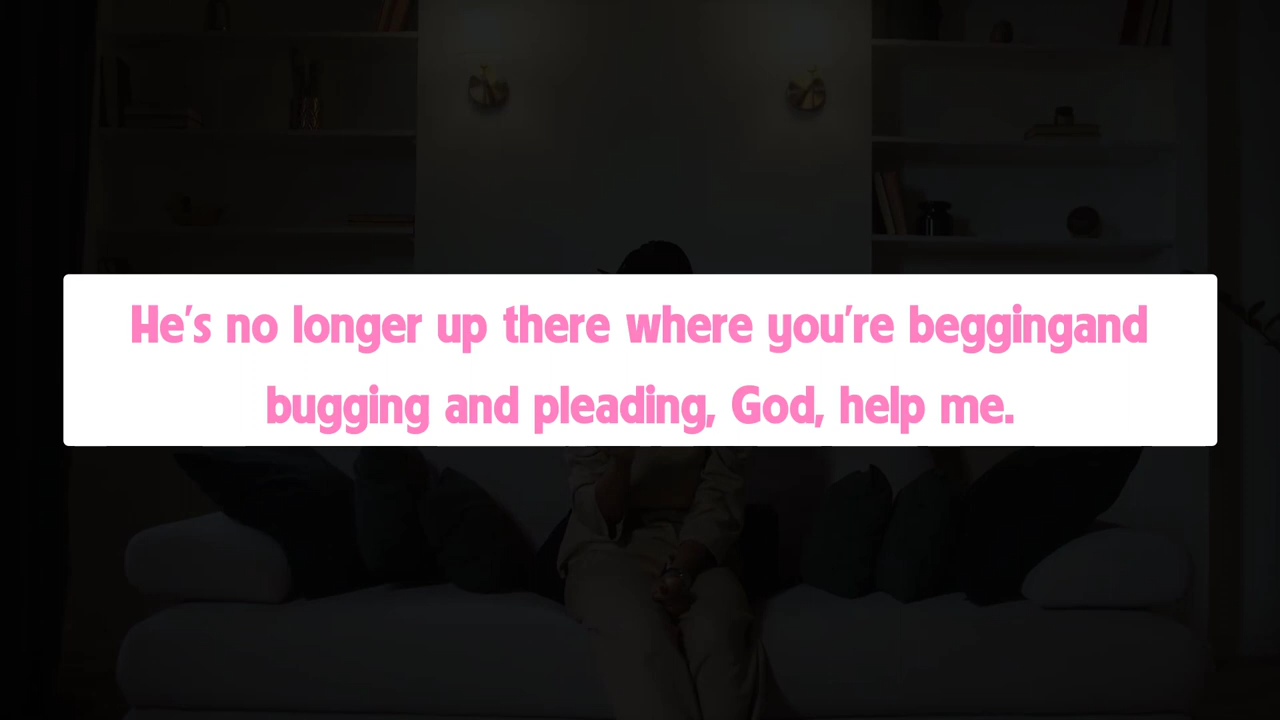 He's no longer up there where you're beggingand
bugging and pleading, God, help me.